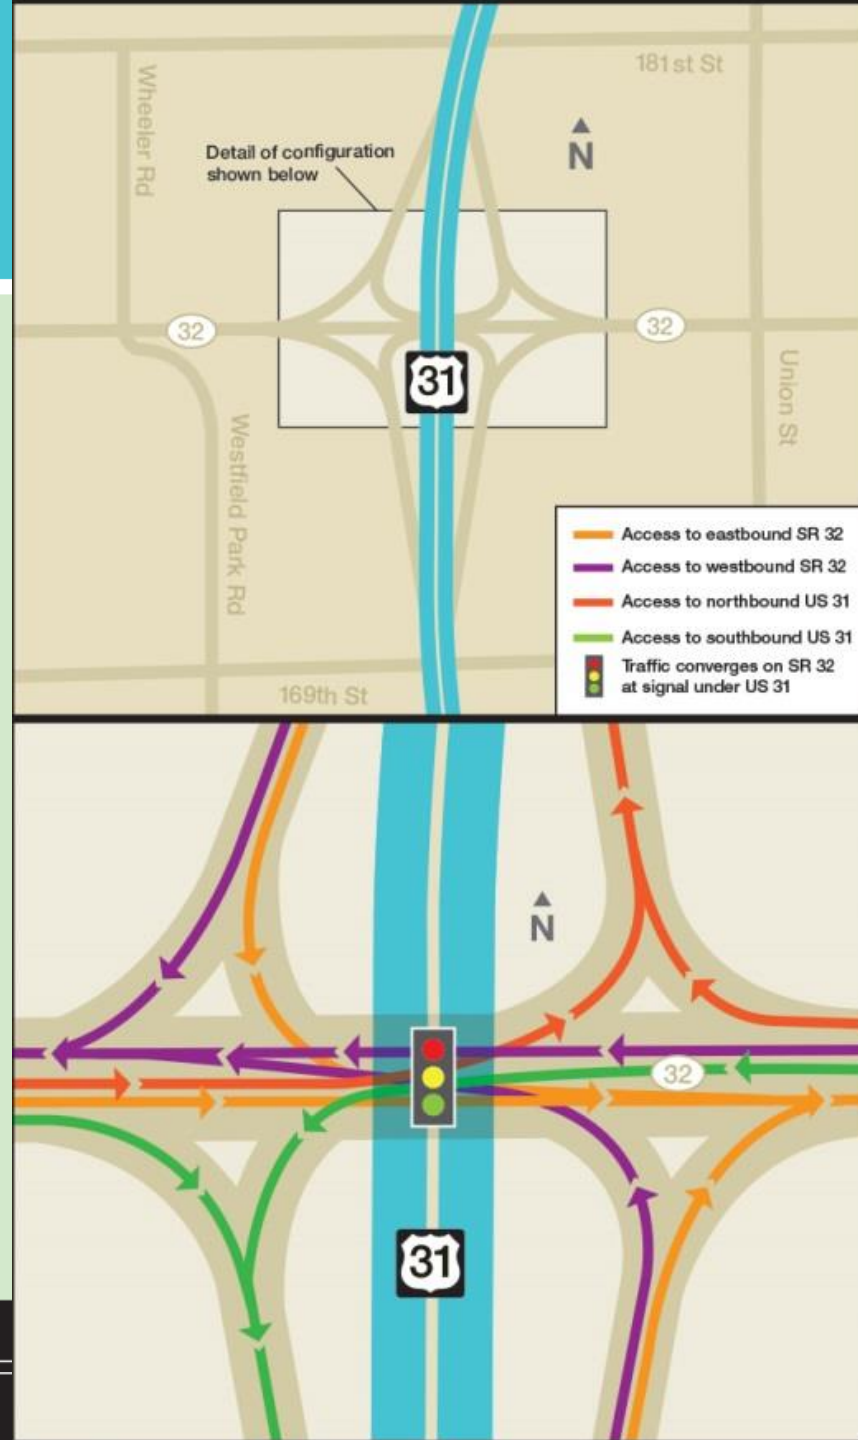 181st St
Wheeler Rd
Detail of configuration
shown below
N
32
32
31
Union St
Westfield Park Rd
Access to eastbound SR 32
Access to westbound SR 32
Access to northbound US 31
Access to southbound US 31
Traffic converges on SR 32
at signal under US 31
169th St
N
32
31